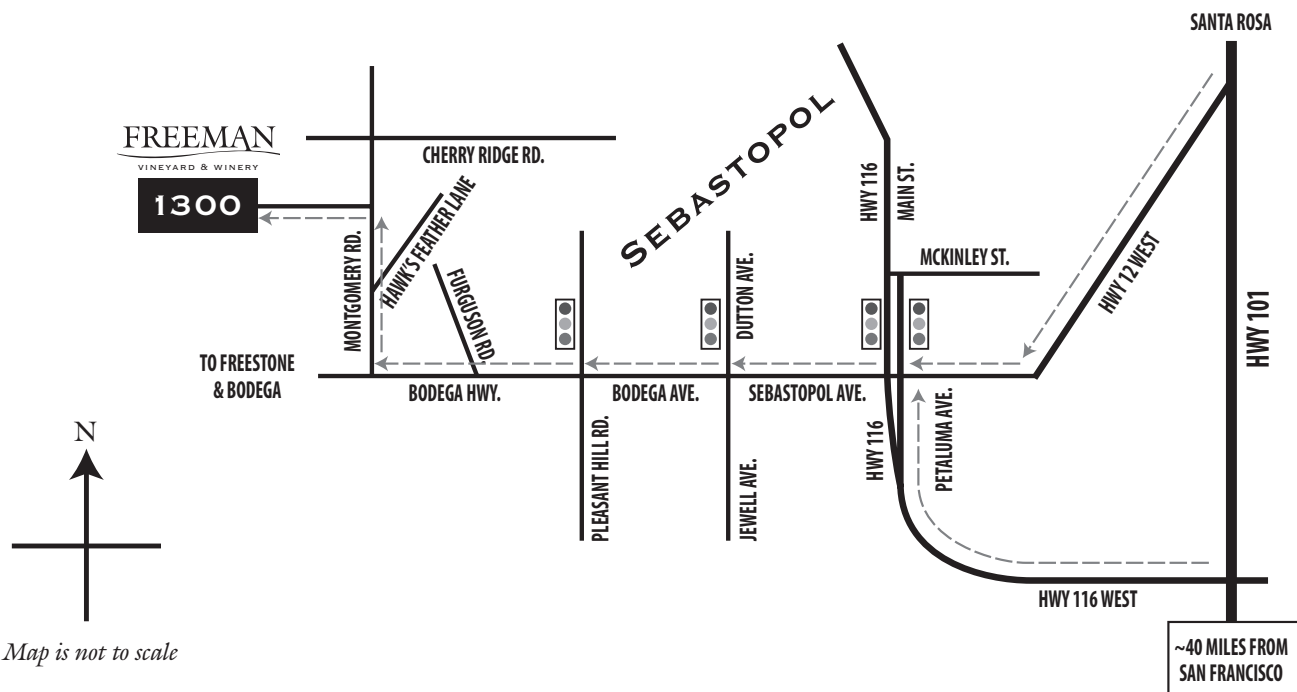 SANTA ROSA
FREEMAN
VINEYARD & WINERY
1300
CHERRY RIDGE RD.
SEBASTOPOL
HWY 116
MAIN ST.
MONTGOMERY RD.
HAWK'S FEATHER LANE
FURGUSON RD
DUTTON AVE.
MCKINLEY ST.
HWY 12 WEST
HWY 101
TO FREESTONE
& BODEGA
BODEGA HWY.
BODEGA AVE.
SEBASTOPOL AVE.
PLEASANT HILL RD.
JEWELL AVE.
HWY 116
PETALUMA AVE.
N
HWY 116 WEST
Map is not to scale
~40 MILES FROM
SAN FRANCISCO